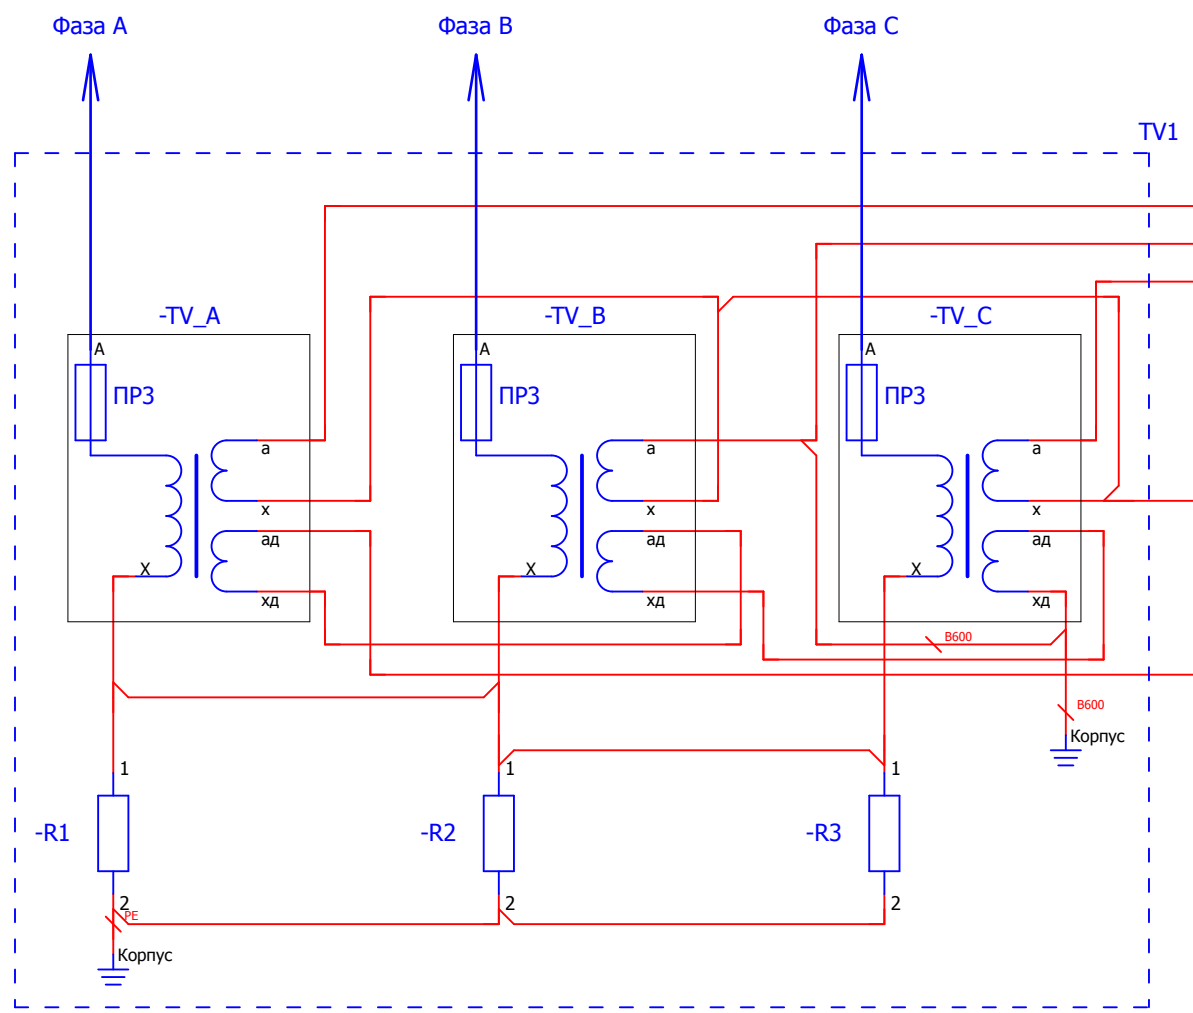 Фаза А
Фаза В
Фаза С
TV1
-TV_A
-TV_B
-TV_C
A
A
A
ПР3
ПР3
ПР3
а
а
а
х
х
х
ад
ад
ад
X
X
X
хд
хд
хд
B600
B600
Корпус
1
1
1
-R1
-R2
-R3
2
2
2
PE
Корпус